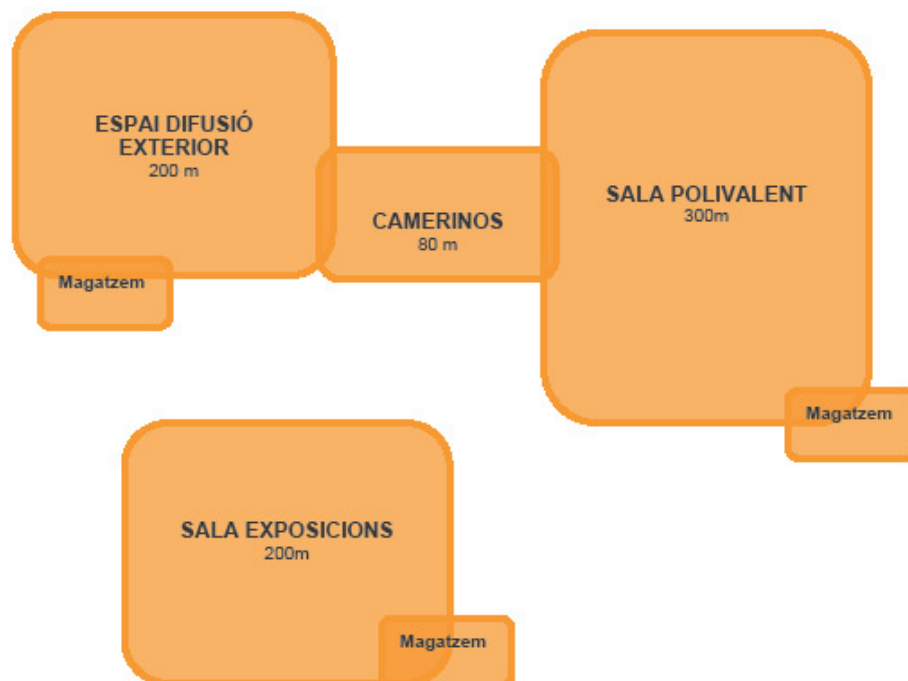 ESPAI DIFUSIÓ
EXTERIOR
200 m
CAMERINOS
80 m
SALA POLIVALENT
300m
Magatzem
Magatzem
SALA EXPOSICIONS
200m
Magatzem